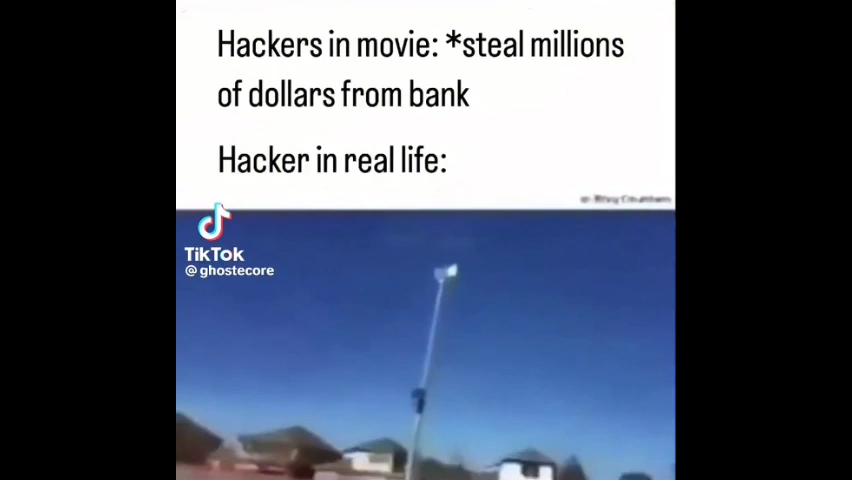 Hackers in movie: *steal millions
of dollars from bank
Hacker in real life:
TikTok
@ghostecore